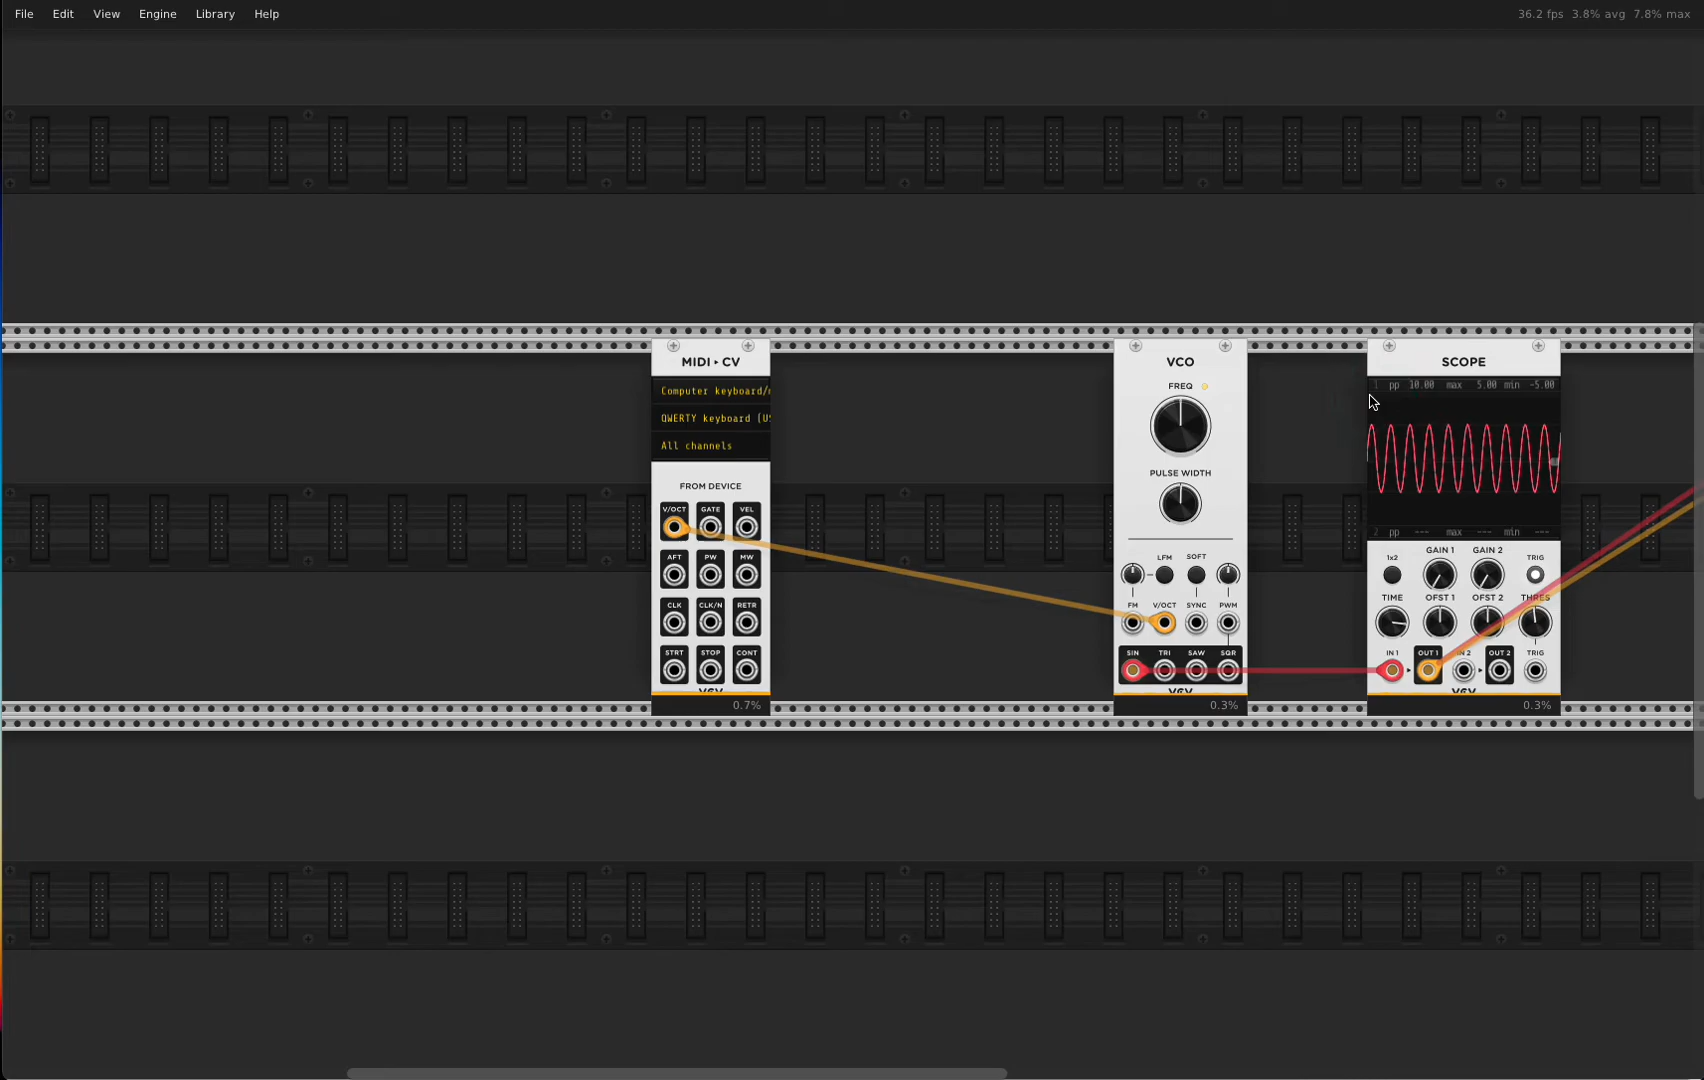 File Edit View Engine Library Help
36.2 fps 3.8% avg 7.8% max
MIDI ▸ CV
Computer keyboard/
QWERTY keyboard (U
All channels
FROM DEVICE
V/OCT GATE VEL
AFT PW MW
CLK CLK/N RETR
STRT STOP CONT
VCV
0.7%
VCO
FREQ
PULSE WIDTH
LFM SOFT
FM V/OCT SYNC PWM
SIN TRI SAW SQR
VCV
0.3%
SCOPE
1 pp 10.00 max 5.00 min -5.00
2 pp --- max --- min ---
1x2 GAIN 1 GAIN 2 TRIG
TIME OFST 1 OFST 2 THRES
IN 1 OUT 1 IN 2 OUT 2 TRIG
VCV
0.3%